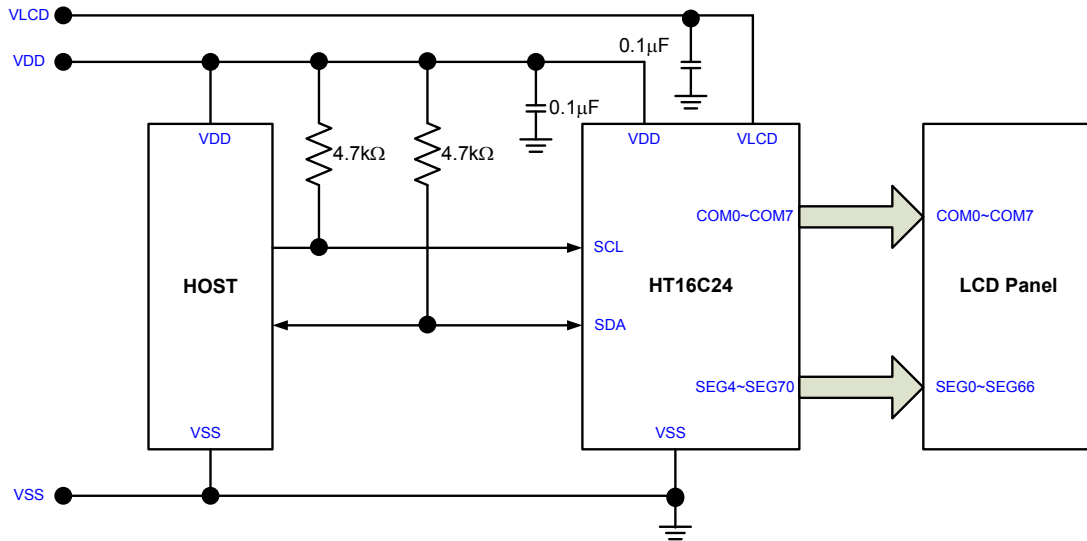 VLCD
VDD
0.1µF
0.1µF
VDD
4.7kΩ
4.7kΩ
VDD
VLCD
COM0~COM7
COM0~COM7
SCL
HOST
HT16C24
LCD Panel
SDA
SEG4~SEG70
SEG0~SEG66
VSS
VSS
VSS